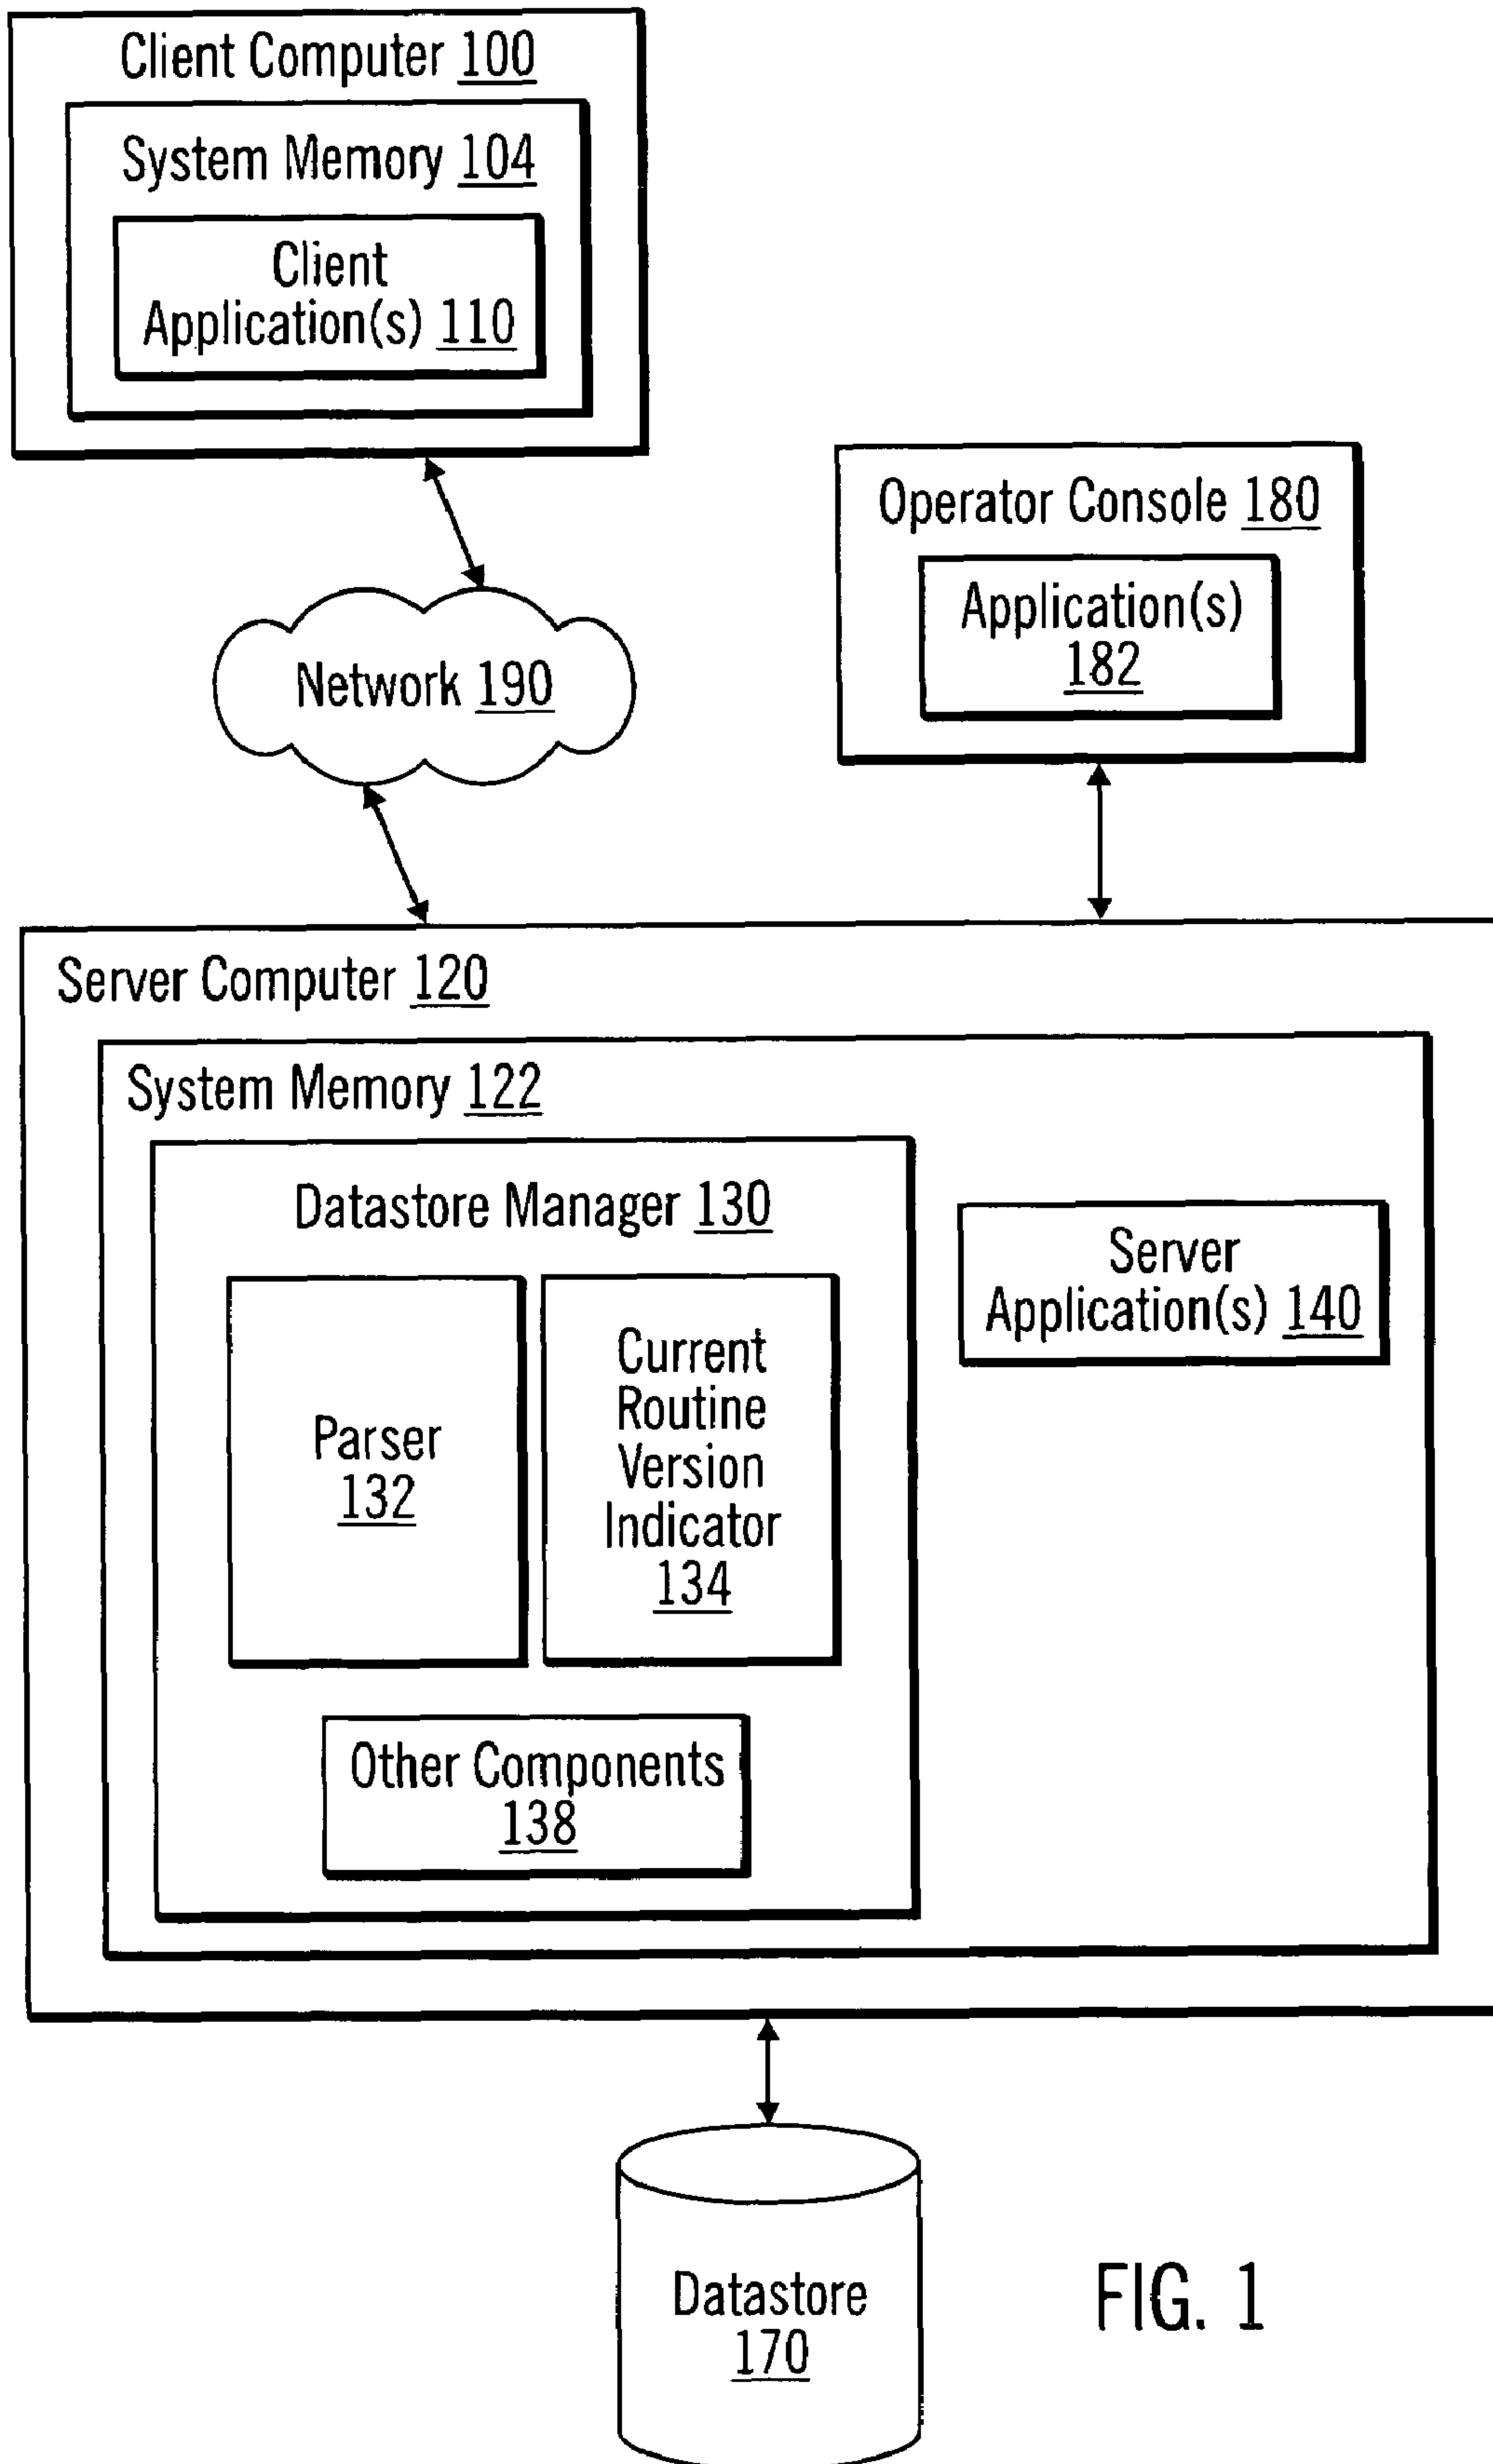 Client Computer 100
System Memory 104
Client
Application(s) 110
Operator Console 180
Application(s)
182
Network 190
Server Computer 120
System Memory 122
Datastore Manager 130
Parser
132
Current
Routine
Version
Indicator
134
Server
Application(s) 140
Other Components
138
Datastore
170
FIG. 1